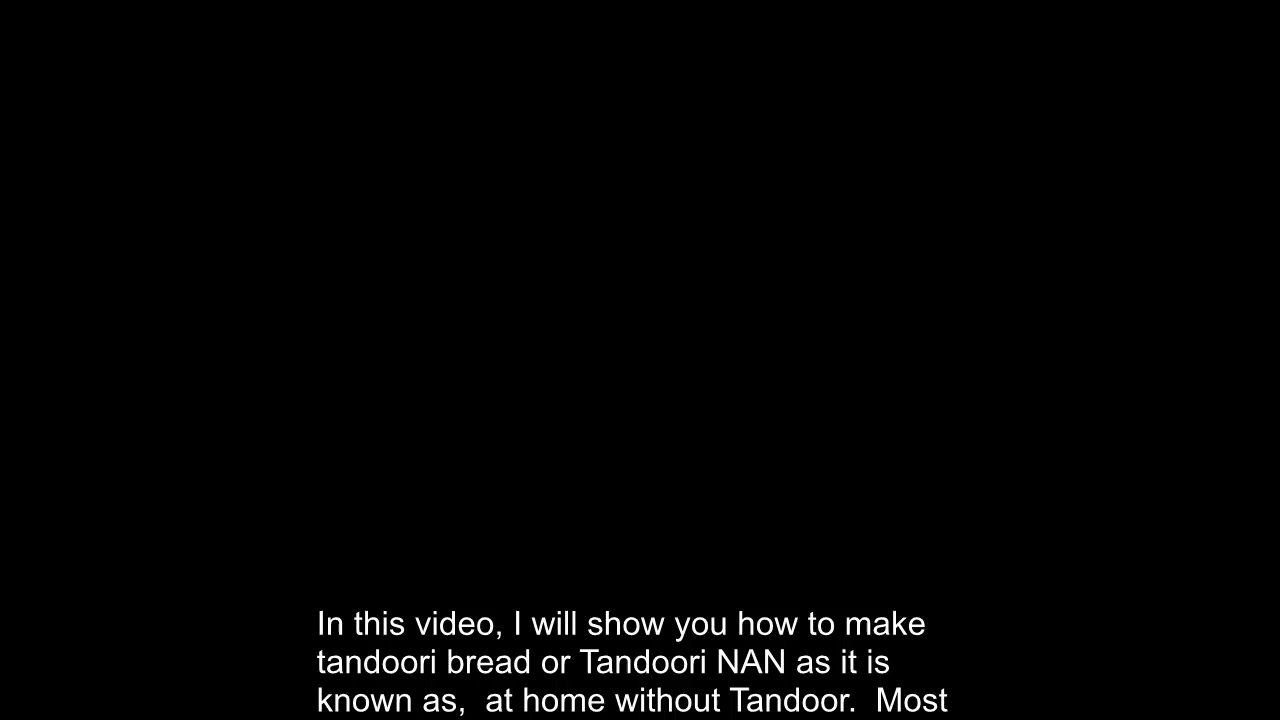 In this video, I will show you how to make
tandoori bread or Tandoori NAN as it is
known as,  at home without Tandoor.  Most